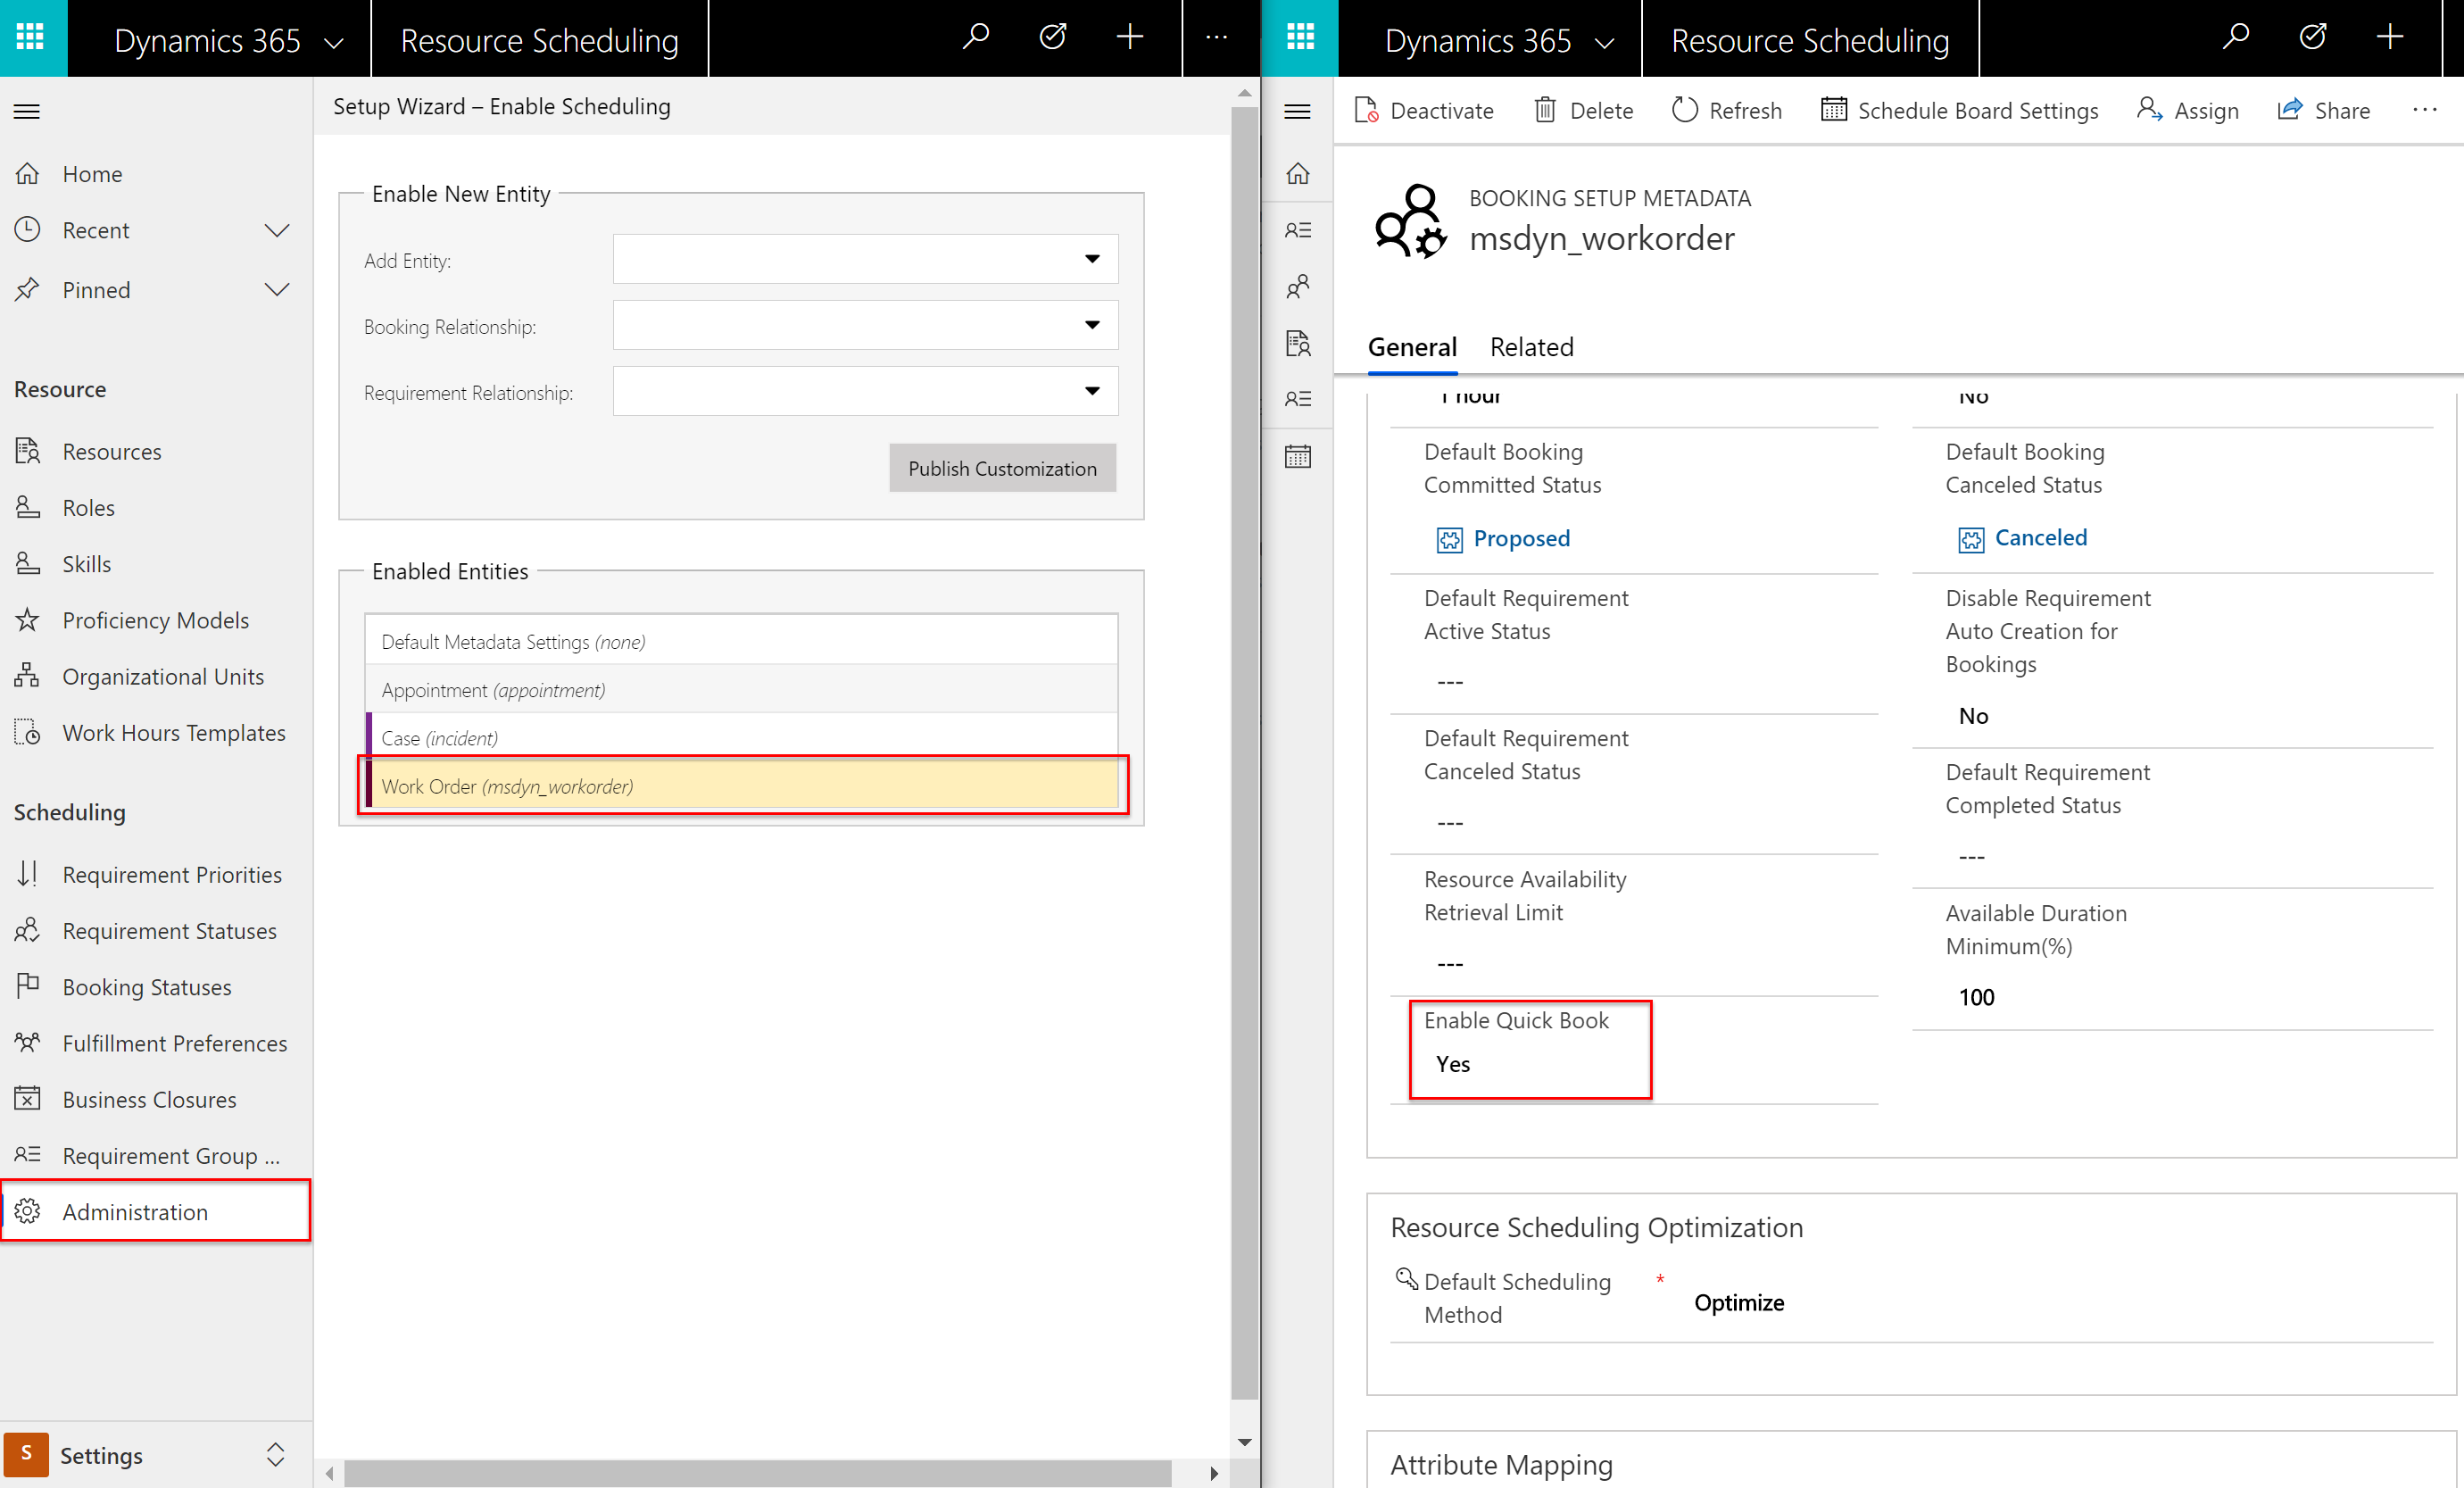 Dynamics 365
Resource Scheduling
...
Home
Recent
Pinned
Resource
Resources
Roles
Skills
Proficiency Models
Organizational Units
Work Hours Templates
Scheduling
Requirement Priorities
Requirement Statuses
Booking Statuses
Fulfillment Preferences
Business Closures
Requirement Group ...
Administration
S
Settings
Setup Wizard – Enable Scheduling
Enable New Entity
Add Entity:
Booking Relationship:
Requirement Relationship:
Publish Customization
Enabled Entities
Default Metadata Settings (none)
Appointment (appointment)
Case (incident)
Work Order (msdyn_workorder)
Dynamics 365
Resource Scheduling
Deactivate
Delete
Refresh
Schedule Board Settings
Assign
Share
...
BOOKING SETUP METADATA
msdyn_workorder
General
Related
1 hour
No
Default Booking
Committed Status
Proposed
Default Booking
Canceled Status
Canceled
Default Requirement
Active Status
---
Disable Requirement
Auto Creation for
Bookings
No
Default Requirement
Canceled Status
---
Default Requirement
Completed Status
---
Resource Availability
Retrieval Limit
---
Available Duration
Minimum(%)
100
Enable Quick Book
Yes
Resource Scheduling Optimization
Default Scheduling
Method
*
Optimize
Attribute Mapping